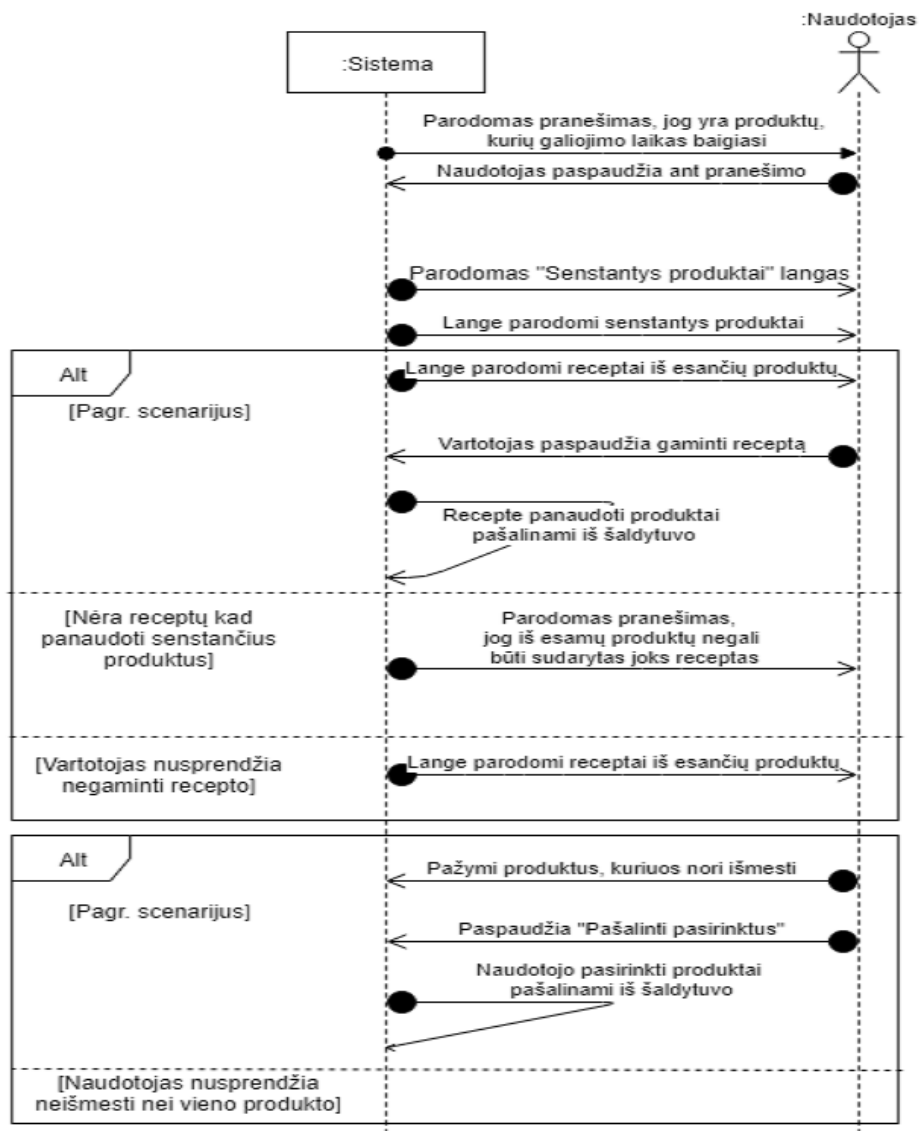 :Naudotojas
:Sistema
Parodomas pranešimas, jog yra produktų,
kurių galiojimo laikas baigiasi
Naudotojas paspaudžia ant pranešimo
Parodomas "Senstantys produktai" langas
Lange parodomi senstantys produktai
Alt
Lange parodomi receptai iš esančių produktų
[Pagr. scenarijus]
Vartotojas paspaudžia gaminti receptą
Recepte panaudoti produktai
pašalinami iš šaldytuvo
[Nėra receptų kad
panaudoti senstančius
produktus]
Parodomas pranešimas,
jog iš esamų produktų negali
būti sudarytas joks receptas
[Vartotojas nusprendžia
negaminti recepto]
Lange parodomi receptai iš esančių produktų
Alt
Pažymi produktus, kuriuos nori išmesti
[Pagr. scenarijus]
Paspaudžia "Pašalinti pasirinktus"
Naudotojo pasirinkti produktai
pašalinami iš šaldytuvo
[Naudotojas nusprendžia
neišmesti nei vieno produkto]